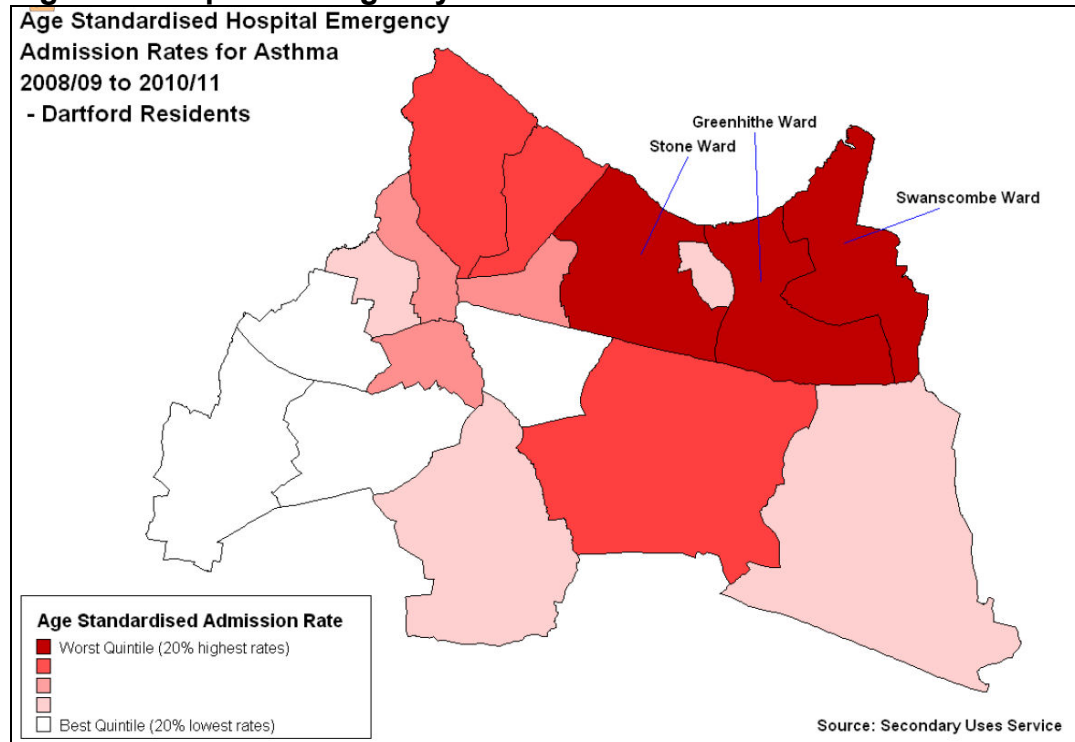 Age Standardised Hospital Emergency
Admission Rates for Asthma
2008/09 to 2010/11
- Dartford Residents
Greenhithe Ward
Stone Ward
Swanscombe Ward
Age Standardised Admission Rate
Worst Quintile (20% highest rates)
Best Quintile (20% lowest rates)
Source: Secondary Uses Service